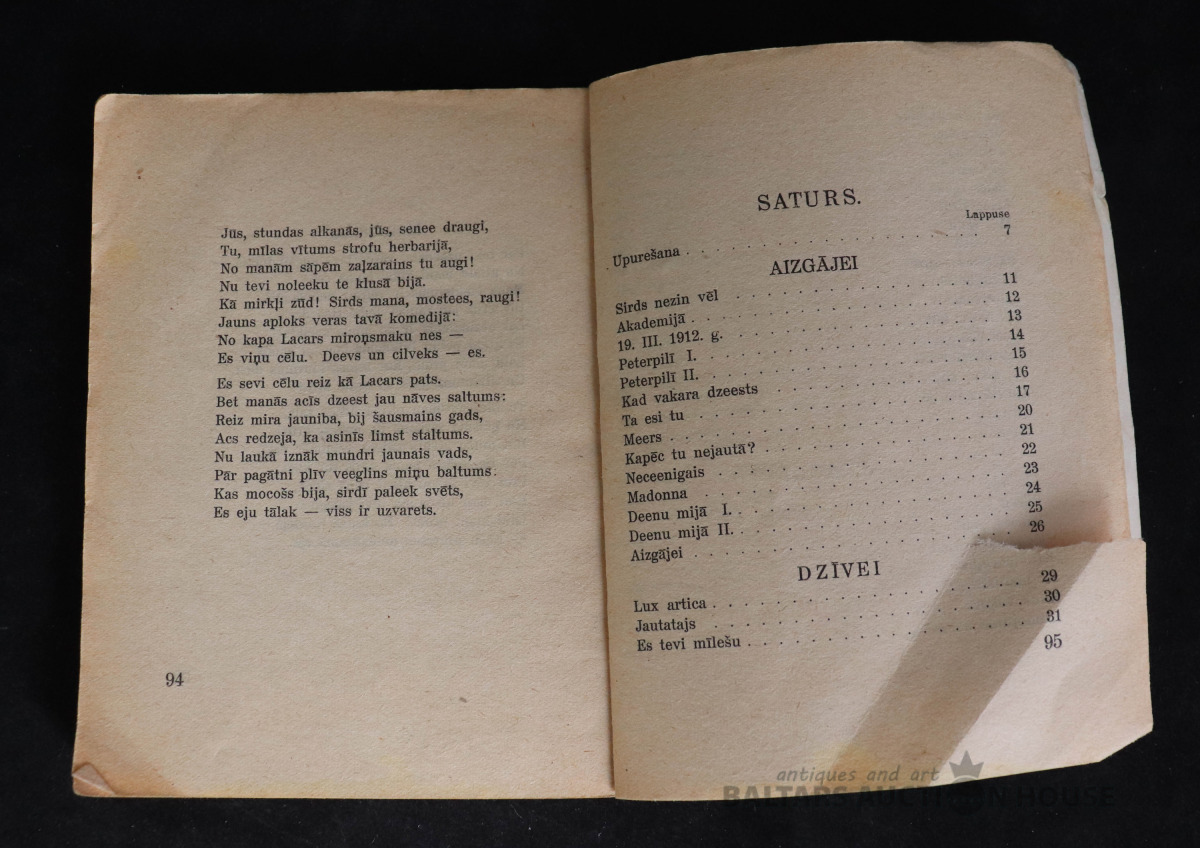 Jūs, stundas alkanās, jūs, senee draugi,
Tu, mīlas vītums strofu herbarijā,
No manām sāpēm zaļzarains tu augi!
Nu tevi noleeku te klusā bijā.
Kā mirkļi zūd! Sirds mana, mostees, raugi!
Jauns aploks veras tavā komedijā:
No kapa Lacars miroņsmaku nes —
Es viņu cēlu. Deevs un cilveks — es.
Es sevi cēlu reiz kā Lacars pats.
Bet manās acīs dzeest jau nāves saltums:
Reiz mira jauniba, bij šausmains gads,
Acs redzeja, ka asinīs limst staltums.
Nu laukā iznāk mundri jaunais vads,
Pār pagātni plīv veeglins miņu baltums.
Kas mocošs bija, sirdī paleek svēts,
Es eju tālak — viss ir uzvarets.
94
SATURS.
Lappuse
Upurešana . . . . . . . . . . . . . . . . 7
AIZGĀJEI
Sirds nezin vēl . . . . . . . . . . . . . . 11
Akademijā . . . . . . . . . . . . . . . . 12
19. III. 1912. g. . . . . . . . . . . . . . . 13
Peterpilī I. . . . . . . . . . . . . . . . . 14
Peterpilī II. . . . . . . . . . . . . . . . . 15
Kad vakara dzeests . . . . . . . . . . . . 16
Ta esi tu . . . . . . . . . . . . . . . . 17
Meers . . . . . . . . . . . . . . . . . . 20
Kapēc tu nejautā? . . . . . . . . . . . . . 21
Neceenigais . . . . . . . . . . . . . . . 22
Madonna . . . . . . . . . . . . . . . . 23
Deenu mijā I. . . . . . . . . . . . . . . . 24
Deenu mijā II. . . . . . . . . . . . . . . 25
Aizgājei . . . . . . . . . . . . . . . . . 26
DZĪVEI
Lux artica . . . . . . . . . . . . . . . . 29
Jautatajs . . . . . . . . . . . . . . . . 30
Es tevi mīlešu . . . . . . . . . . . . . . 31
95
antiques and art
BALTARS AUCTION HOUSE